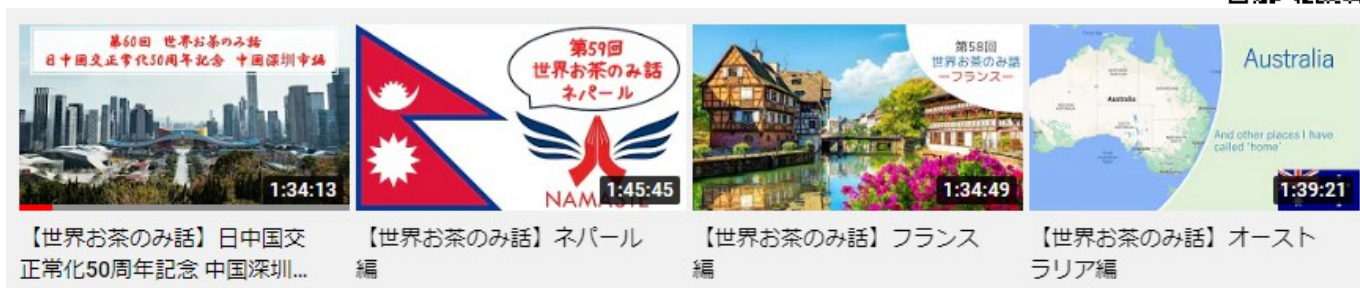 第60回 世界お茶のみ話
日中国交正常化50周年記念 中国深圳市編
1:34:13
第59回
世界お茶のみ話
ネパール
NAMASTE
1:45:45
第58回
世界お茶のみ話
ーフランスー
1:34:49
Australia
Australia
And other places I have
called 'home'
1:39:21
【世界お茶のみ話】日中国交
正常化50周年記念 中国深圳...
【世界お茶のみ話】ネパール
編
【世界お茶のみ話】フランス
編
【世界お茶のみ話】オースト
ラリア編